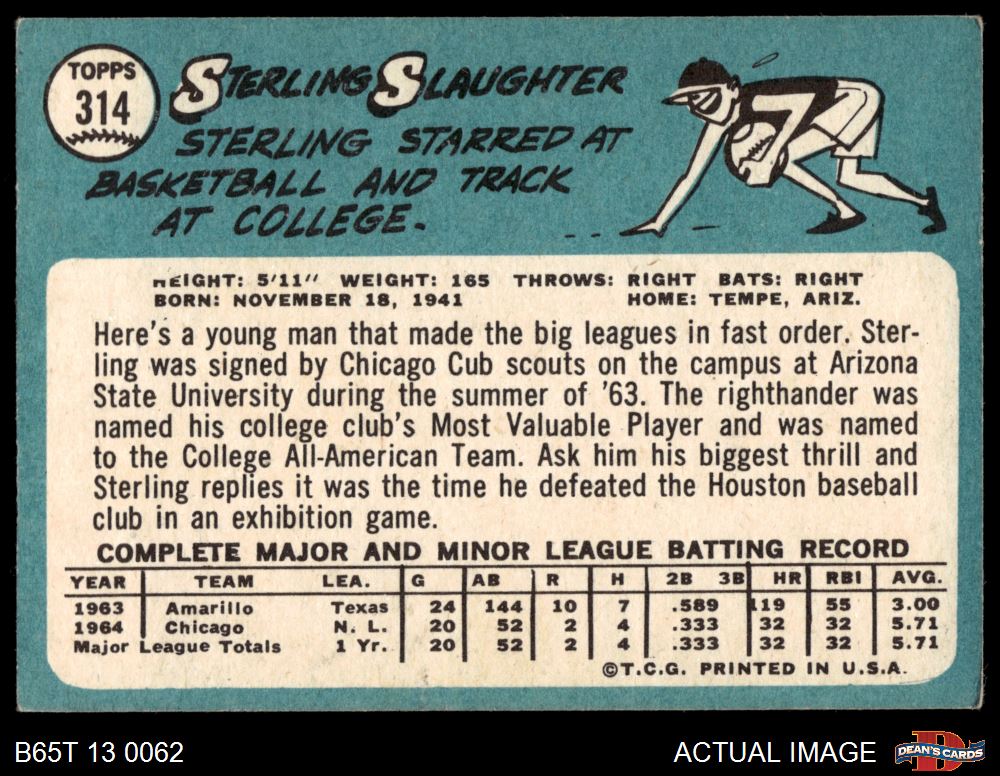 TOPPS
314
STERLING SLAUGHTER
STERLING STARRED AT
BASKETBALL AND TRACK
AT COLLEGE.
7
HEIGHT: 5'11" WEIGHT: 165 THROWS: RIGHT BATS: RIGHT
BORN: NOVEMBER 18, 1941 HOME: TEMPE, ARIZ.
Here's a young man that made the big leagues in fast order. Ster-
ling was signed by Chicago Cub scouts on the campus at Arizona
State University during the summer of '63. The righthander was
named his college club's Most Valuable Player and was named
to the College All-American Team. Ask him his biggest thrill and
Sterling replies it was the time he defeated the Houston baseball
club in an exhibition game.
COMPLETE MAJOR AND MINOR LEAGUE BATTING RECORD
YEAR TEAM LEA. G AB R H 2B 3B HR RBI AVG.
1963 Amarillo Texas 24 144 10 7 .589 119 55 3.00
1964 Chicago N. L. 20 52 2 4 .333 32 32 5.71
Major League Totals 1 Yr. 20 52 2 4 .333 32 32 5.71
©T.C.G. PRINTED IN U.S.A.
B65T 13 0062 ACTUAL IMAGE DEAN'S CARDS